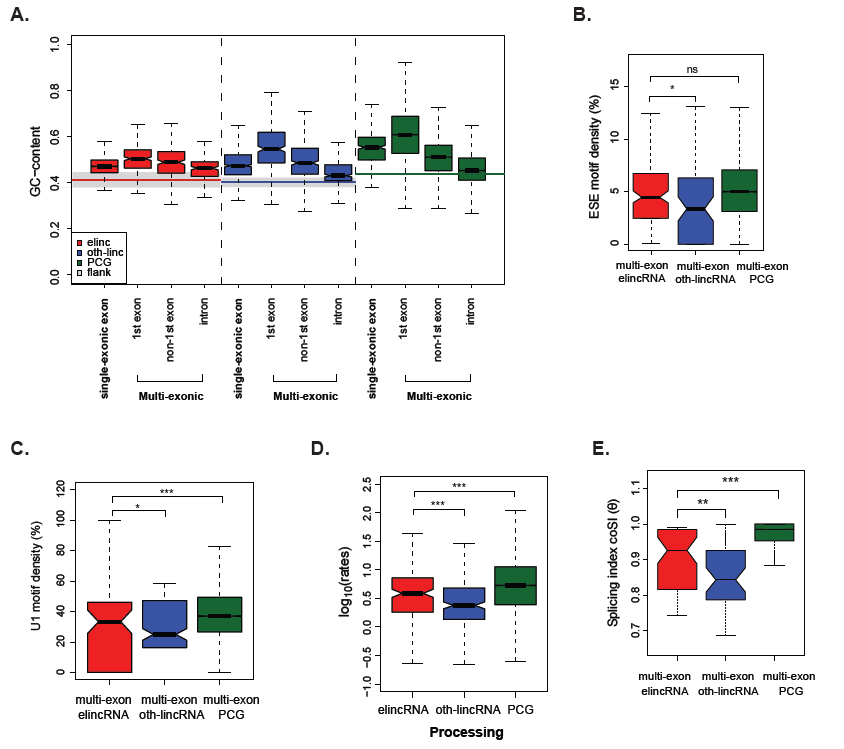 A.
GC−content
0.0
0.2
0.4
0.6
0.8
1.0
elinc
oth-linc
PCG
flank
single-exonic exon
1st exon
non-1st exon
intron
single-exonic exon
1st exon
non-1st exon
intron
single-exonic exon
1st exon
non-1st exon
intron
Multi-exonic
Multi-exonic
Multi-exonic
B.
ESE motif density (%)
0
5
10
15
ns
*
multi-exon
elincRNA
multi-exon
oth-lincRNA
multi-exon
PCG
C.
U1 motif density (%)
0
20
40
60
80
100
120
***
*
multi-exon
elincRNA
multi-exon
oth-lincRNA
multi-exon
PCG
D.
log10(rates)
−1.0
−0.5
0.0
0.5
1.0
1.5
2.0
2.5
***
***
elincRNA
oth-lincRNA
PCG
Processing
E.
Splicing index coSI (θ)
0.7
0.8
0.9
1.0
1.1
***
**
multi-exon
elincRNA
multi-exon
oth-lincRNA
multi-exon
PCG